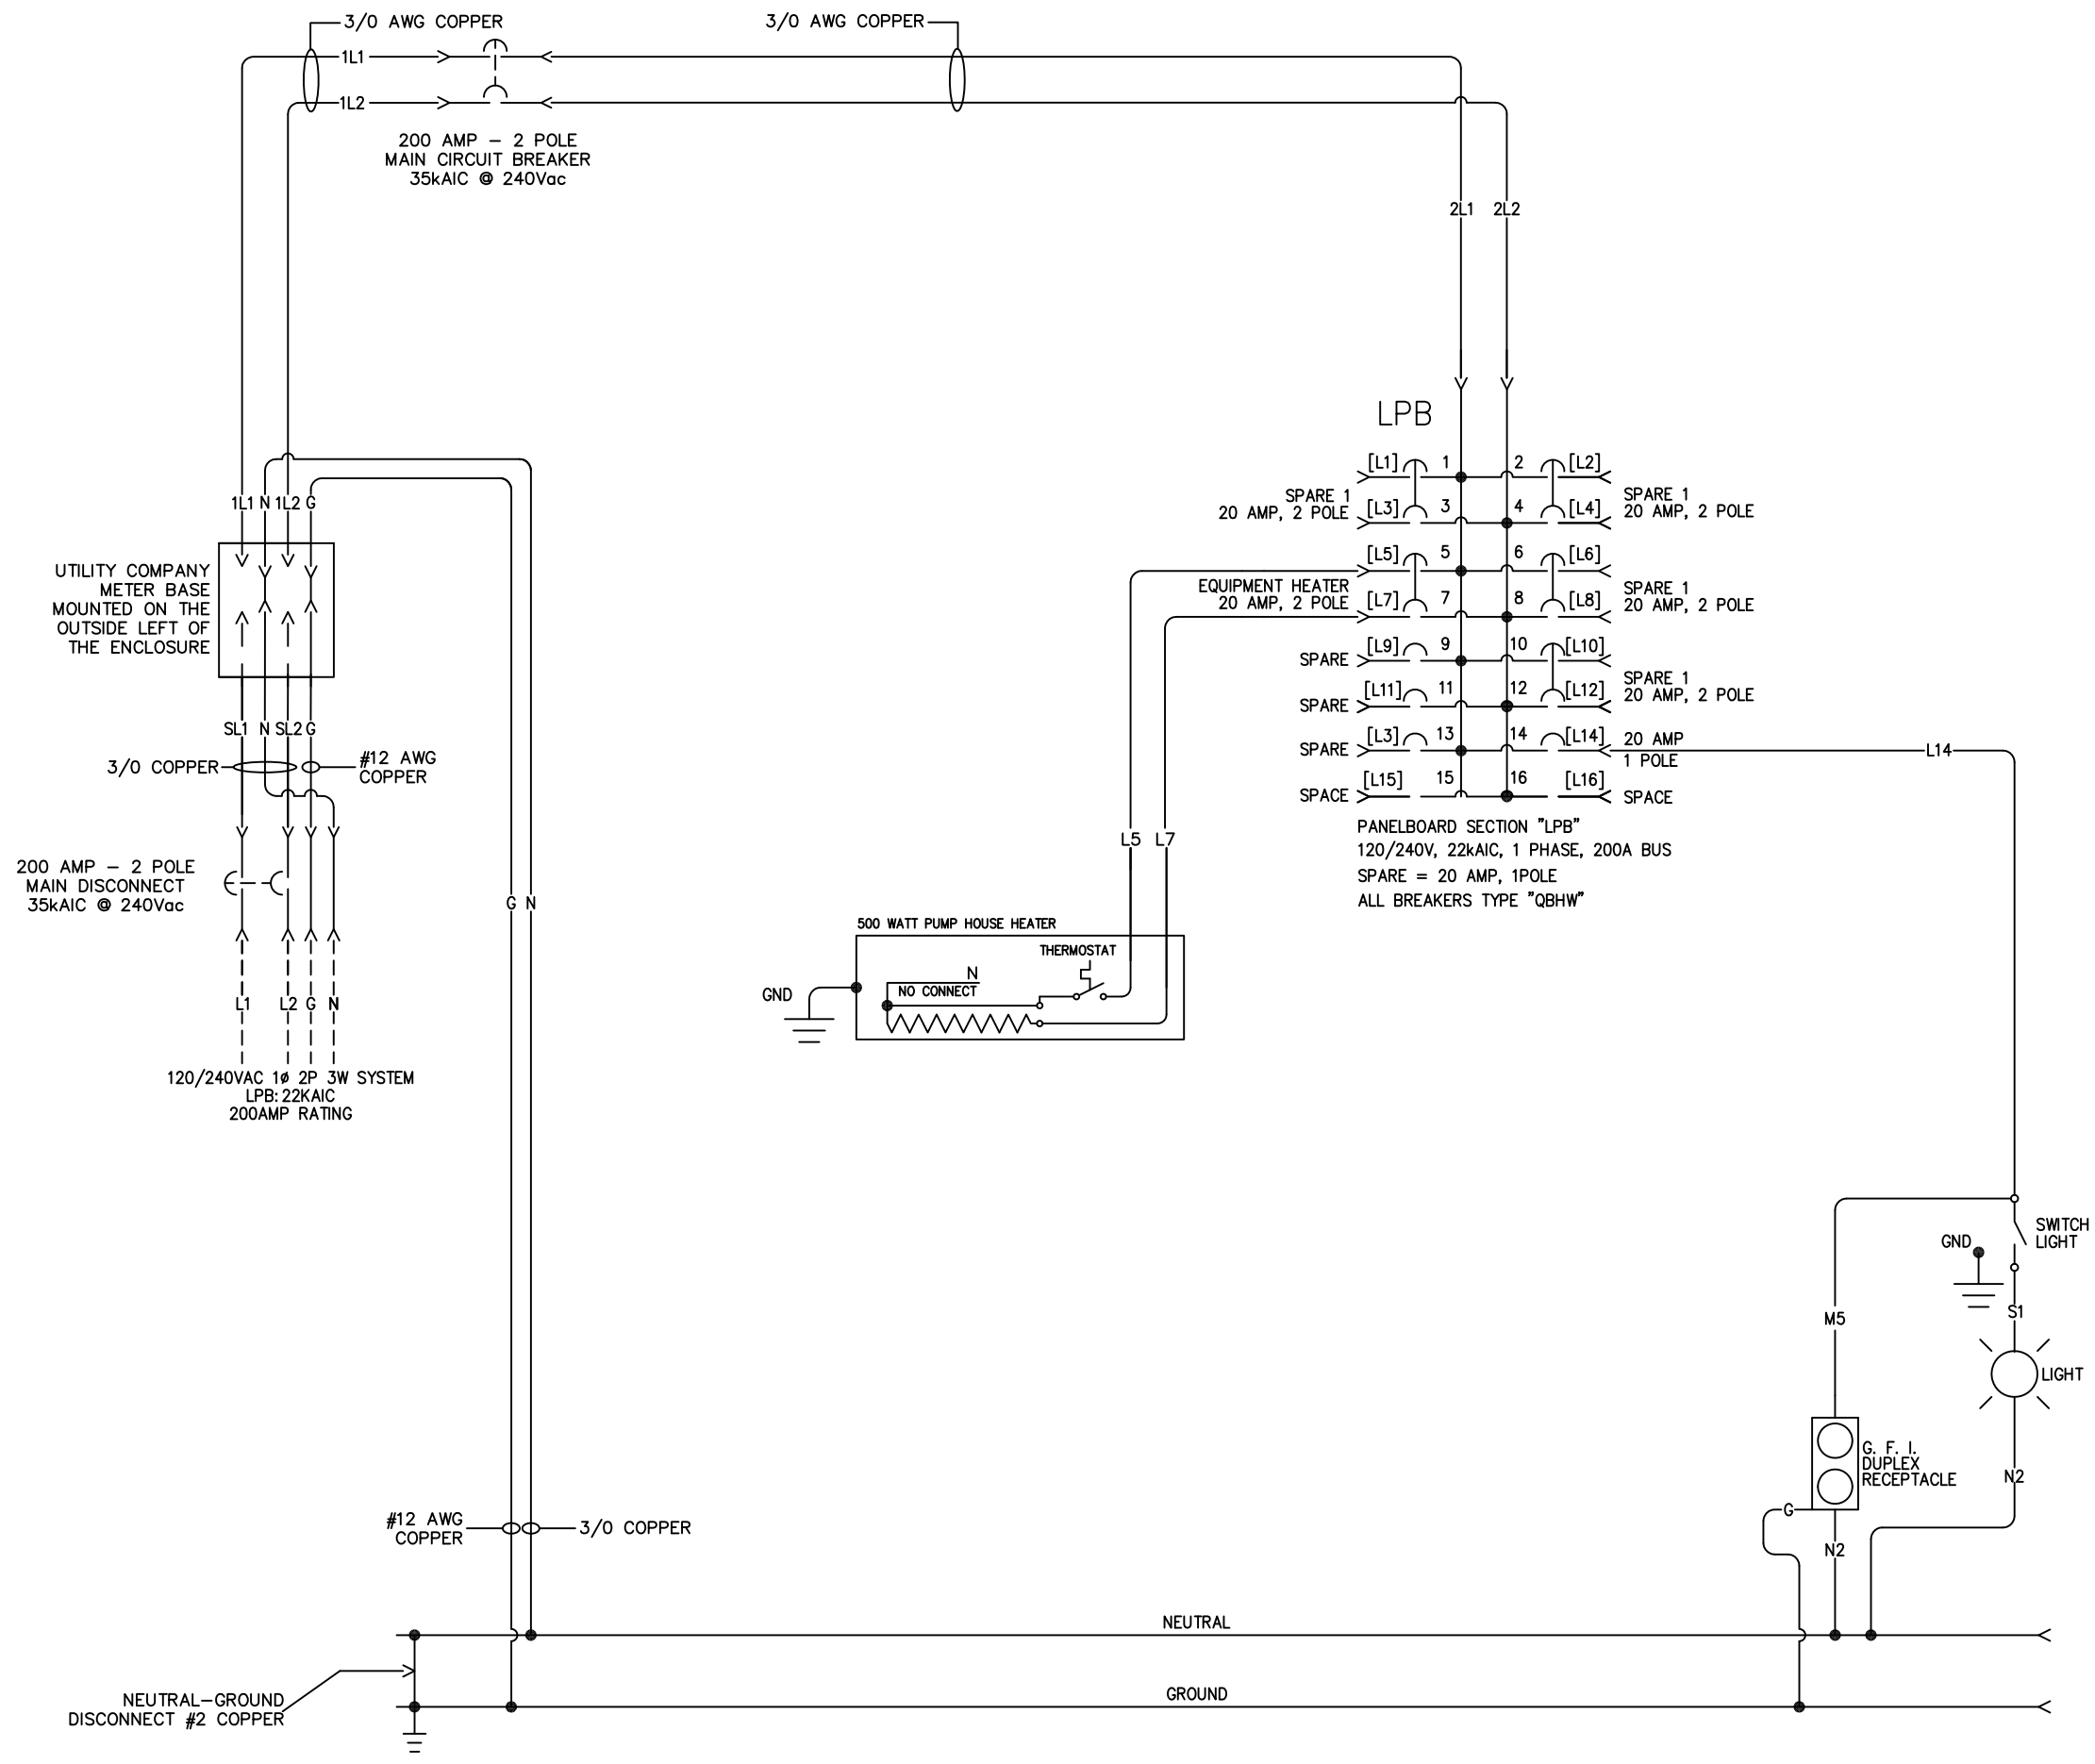 3/0 AWG COPPER
3/0 AWG COPPER
1L1
1L2
200 AMP – 2 POLE
MAIN CIRCUIT BREAKER
35kAIC @ 240Vac
2L1 2L2
LPB
[L1] 1 2 [L2]
SPARE 1
20 AMP, 2 POLE
[L3] 3 4 [L4]
SPARE 1
20 AMP, 2 POLE
[L5] 5 6 [L6]
EQUIPMENT HEATER
20 AMP, 2 POLE
[L7] 7 8 [L8]
SPARE 1
20 AMP, 2 POLE
SPARE [L9] 9 10 [L10]
SPARE [L11] 11 12 [L12]
SPARE 1
20 AMP, 2 POLE
SPARE [L3] 13 14 [L14]
20 AMP
1 POLE
L14
SPACE [L15] 15 16 [L16] SPACE
PANELBOARD SECTION "LPB"
120/240V, 22kAIC, 1 PHASE, 200A BUS
SPARE = 20 AMP, 1POLE
ALL BREAKERS TYPE "QBHW"
1L1 N 1L2 G
UTILITY COMPANY
METER BASE
MOUNTED ON THE
OUTSIDE LEFT OF
THE ENCLOSURE
SL1 N SL2 G
3/0 COPPER
#12 AWG
COPPER
200 AMP – 2 POLE
MAIN DISCONNECT
35kAIC @ 240Vac
L1 L2 G N
120/240VAC 1ø 2P 3W SYSTEM
LPB: 22KAIC
200AMP RATING
G N
L5 L7
500 WATT PUMP HOUSE HEATER
THERMOSTAT
N
NO CONNECT
GND
SWITCH
LIGHT
GND
S1
M5
LIGHT
G. F. I.
DUPLEX
RECEPTACLE
N2
G
N2
#12 AWG
COPPER
3/0 COPPER
NEUTRAL
GROUND
NEUTRAL–GROUND
DISCONNECT #2 COPPER